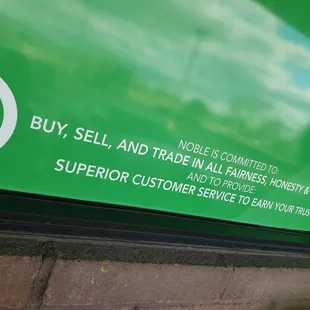 NOBLE IS COMMITTED TO:
BUY, SELL, AND TRADE IN ALL FAIRNESS, HONESTY &
AND TO PROVIDE:
SUPERIOR CUSTOMER SERVICE TO EARN YOUR TRUS